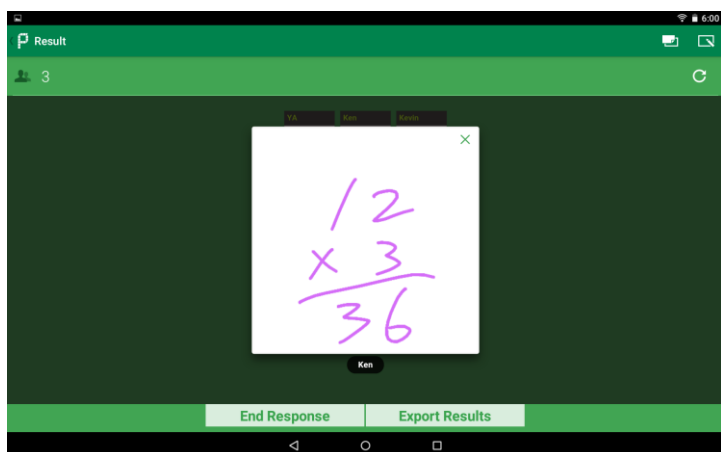 6:00
Result
3
YA Ken Kevin
12
× 3
36
Ken
End Response Export Results